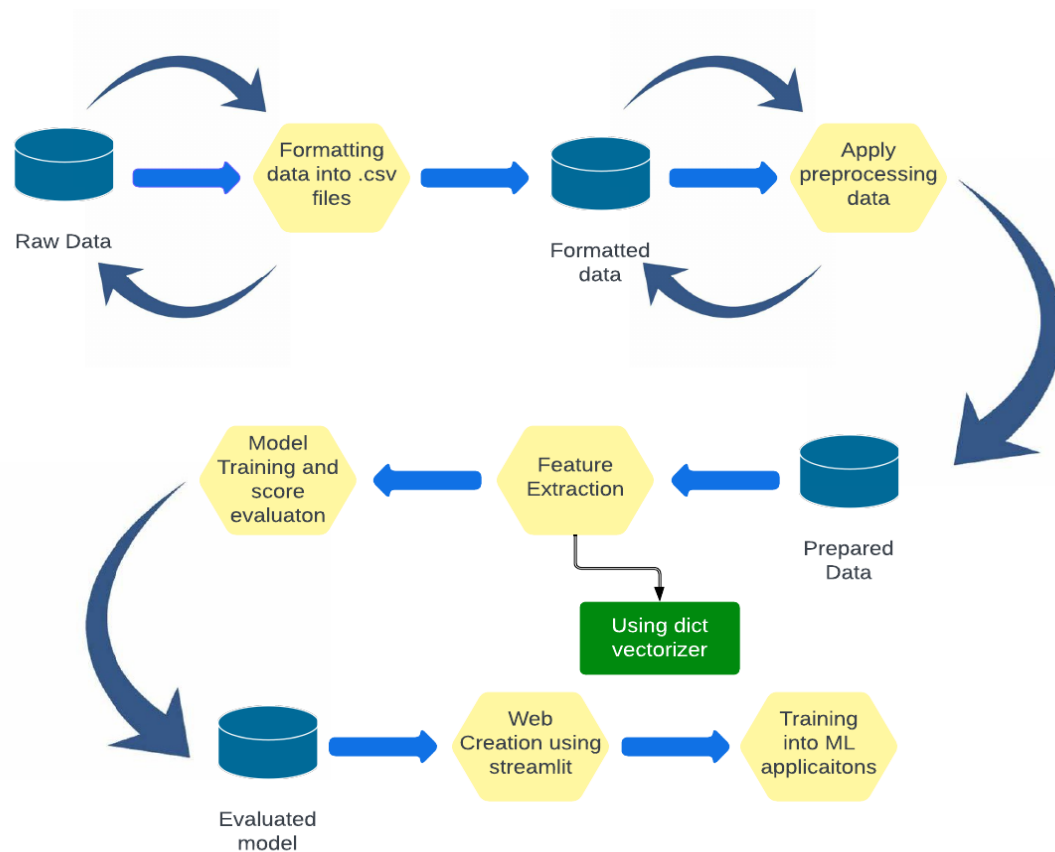 Raw Data
Formatting
data into .csv
files
Formatted
data
Apply
preprocessing
data
Model
Training and
score
evaluaton
Feature
Extraction
Prepared
Data
Using dict
vectorizer
Evaluated
model
Web
Creation using
streamlit
Training
into ML
applicaitons